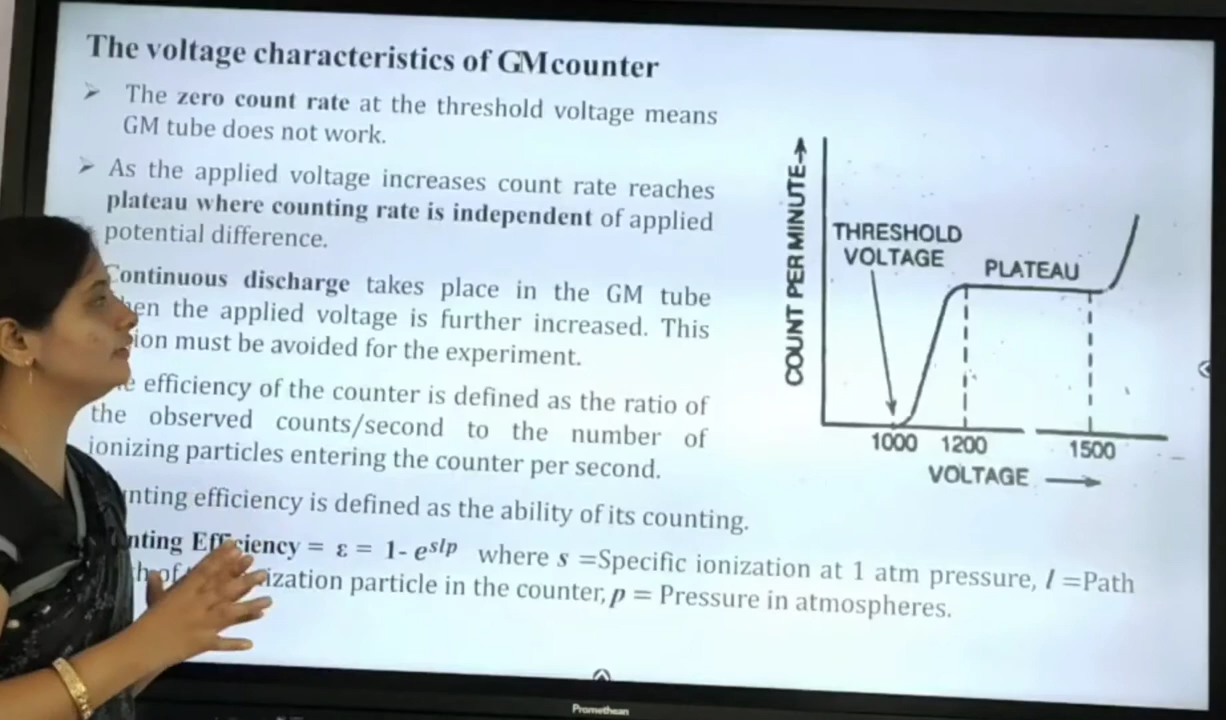 The voltage characteristics of GM counter
➢ The zero count rate at the threshold voltage means
GM tube does not work.
➢ As the applied voltage increases count rate reaches
plateau where counting rate is independent of applied
potential difference.
ontinuous discharge takes place in the GM tube
en the applied voltage is further increased. This
ion must be avoided for the experiment.
efficiency of the counter is defined as the ratio of
the observed counts/second to the number of
ionizing particles entering the counter per second.
nting efficiency is defined as the ability of its counting.
nting Efficiency = ε = 1- e^slp where s =Specific ionization at 1 atm pressure, l =Path
of ization particle in the counter, p = Pressure in atmospheres.
COUNT PER MINUTE→
THRESHOLD
VOLTAGE
PLATEAU
1000 1200 1500
VOLTAGE →
Promethean